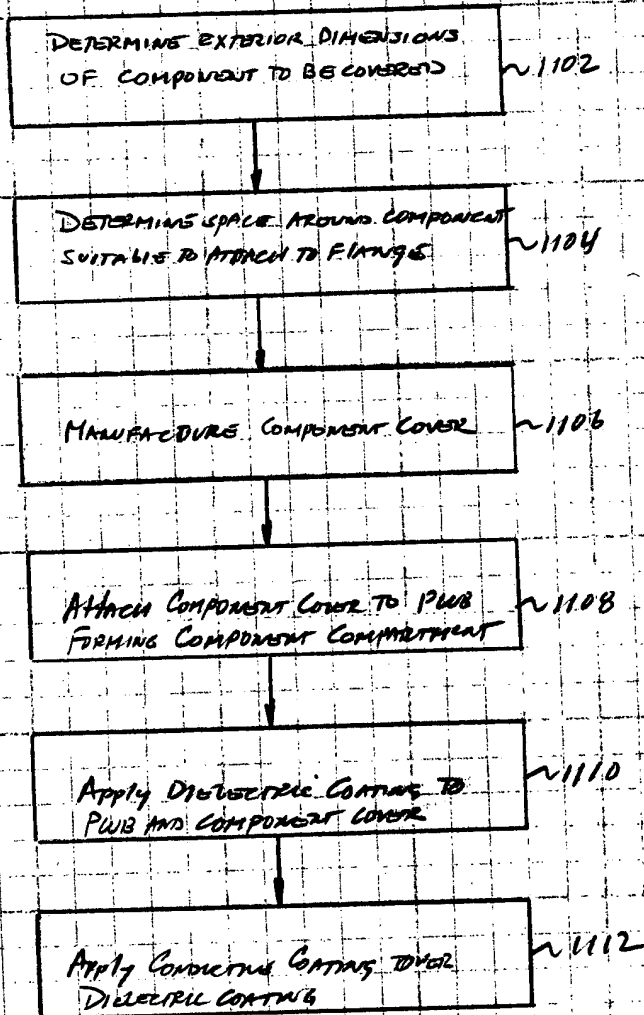 DETERMINE EXTERIOR DIMENSIONS
OF COMPONENT TO BE COVERED
~1102
DETERMINE SPACE AROUND COMPONENT
SUITABLE TO ATTACH TO FLANGE
~1104
MANUFACTURE COMPONENT COVER
~1106
ATTACH COMPONENT COVER TO PWB
FORMING COMPONENT COMPARTMENT
~1108
APPLY DIELECTRIC COATING TO
PWB AND COMPONENT COVER
~1110
APPLY CONDUCTIVE COATING OVER
DIELECTRIC COATING
~1112